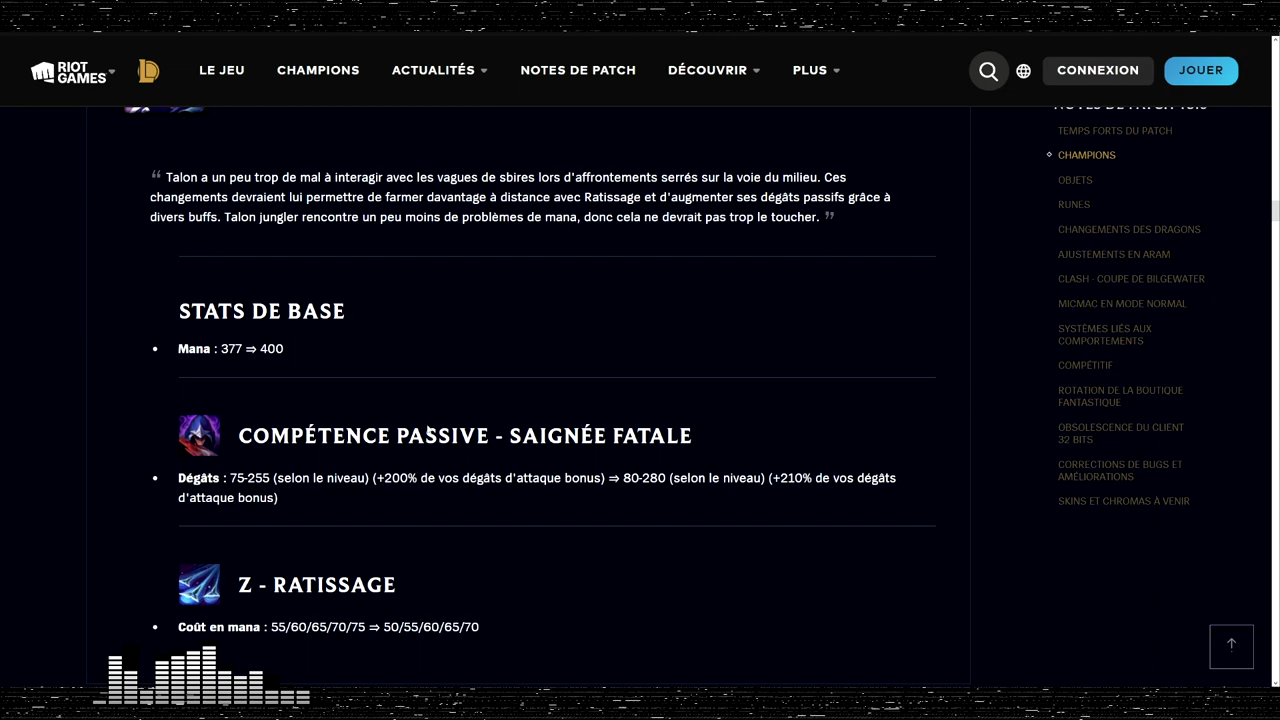 RIOT GAMES
LE JEU
CHAMPIONS
ACTUALITÉS
NOTES DE PATCH
DÉCOUVRIR
PLUS
CONNEXION
JOUER
“ Talon a un peu trop de mal à interagir avec les vagues de sbires lors d'affrontements serrés sur la voie du milieu. Ces
changements devraient lui permettre de farmer davantage à distance avec Ratissage et d'augmenter ses dégâts passifs grâce à
divers buffs. Talon jungler rencontre un peu moins de problèmes de mana, donc cela ne devrait pas trop le toucher. ”
STATS DE BASE
• Mana : 377 ⇒ 400
COMPÉTENCE PASSIVE - SAIGNÉE FATALE
• Dégâts : 75-255 (selon le niveau) (+200% de vos dégâts d'attaque bonus) ⇒ 80-280 (selon le niveau) (+210% de vos dégâts
d'attaque bonus)
Z - RATISSAGE
• Coût en mana : 55/60/65/70/75 ⇒ 50/55/60/65/70
NOTES DE PATCH
TEMPS FORTS DU PATCH
CHAMPIONS
OBJETS
RUNES
CHANGEMENTS DES DRAGONS
AJUSTEMENTS EN ARAM
CLASH - COUPE DE BILGEWATER
MICMAC EN MODE NORMAL
SYSTÈMES LIÉS AUX
COMPORTEMENTS
COMPÉTITIF
ROTATION DE LA BOUTIQUE
FANTASTIQUE
OBSOLESCENCE DU CLIENT
32 BITS
CORRECTIONS DE BUGS ET
AMÉLIORATIONS
SKINS ET CHROMAS À VENIR